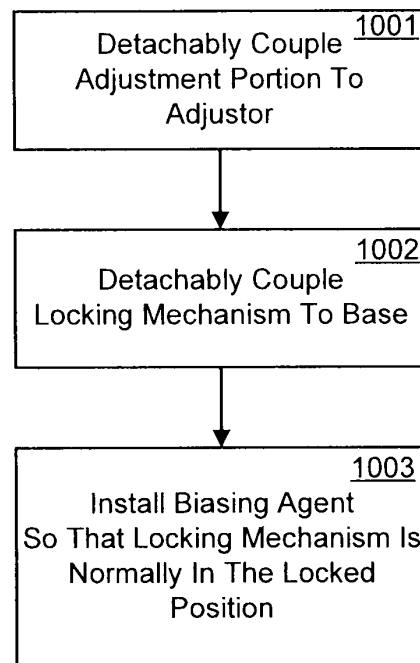 1001
Detachably Couple
Adjustment Portion To
Adjustor
1002
Detachably Couple
Locking Mechanism To Base
1003
Install Biasing Agent
So That Locking Mechanism Is
Normally In The Locked
Position